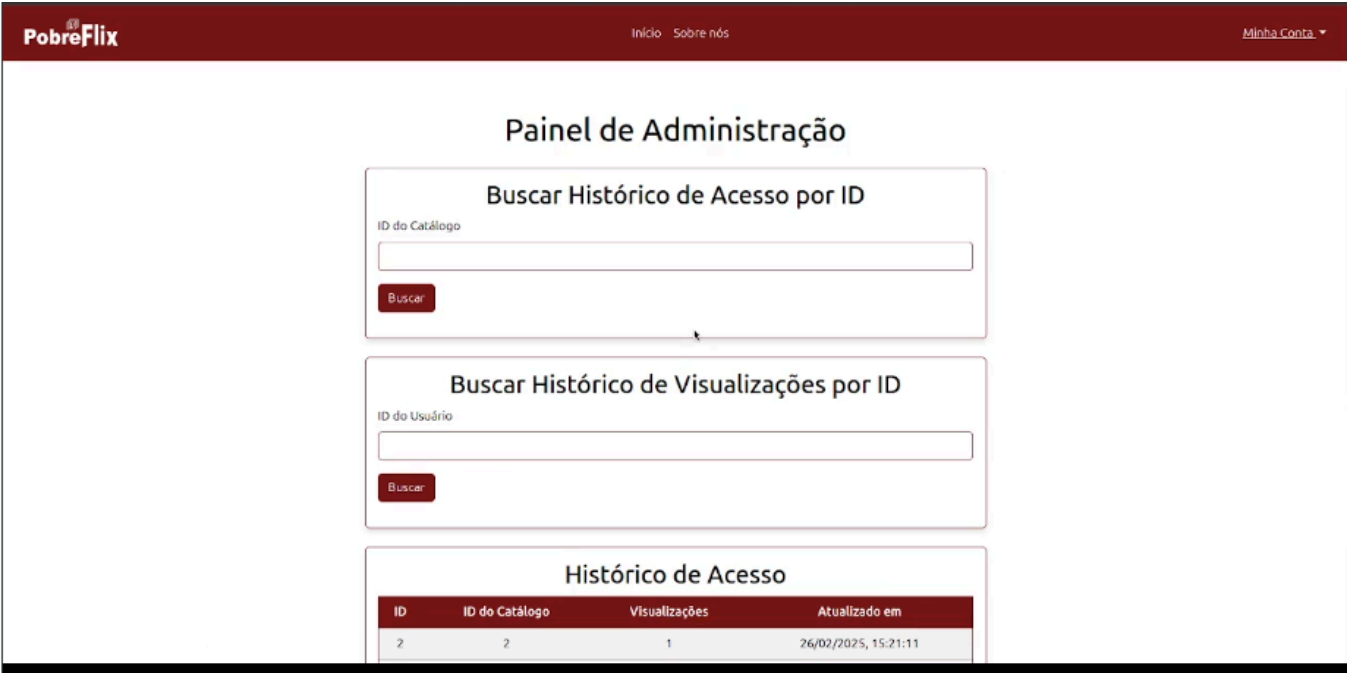 PobreFlix
Início Sobre nós
Minha Conta
Painel de Administração
Buscar Histórico de Acesso por ID
ID do Catálogo
Buscar
Buscar Histórico de Visualizações por ID
ID do Usuário
Buscar
Histórico de Acesso
ID ID do Catálogo Visualizações Atualizado em
2 2 1 26/02/2025, 15:21:11